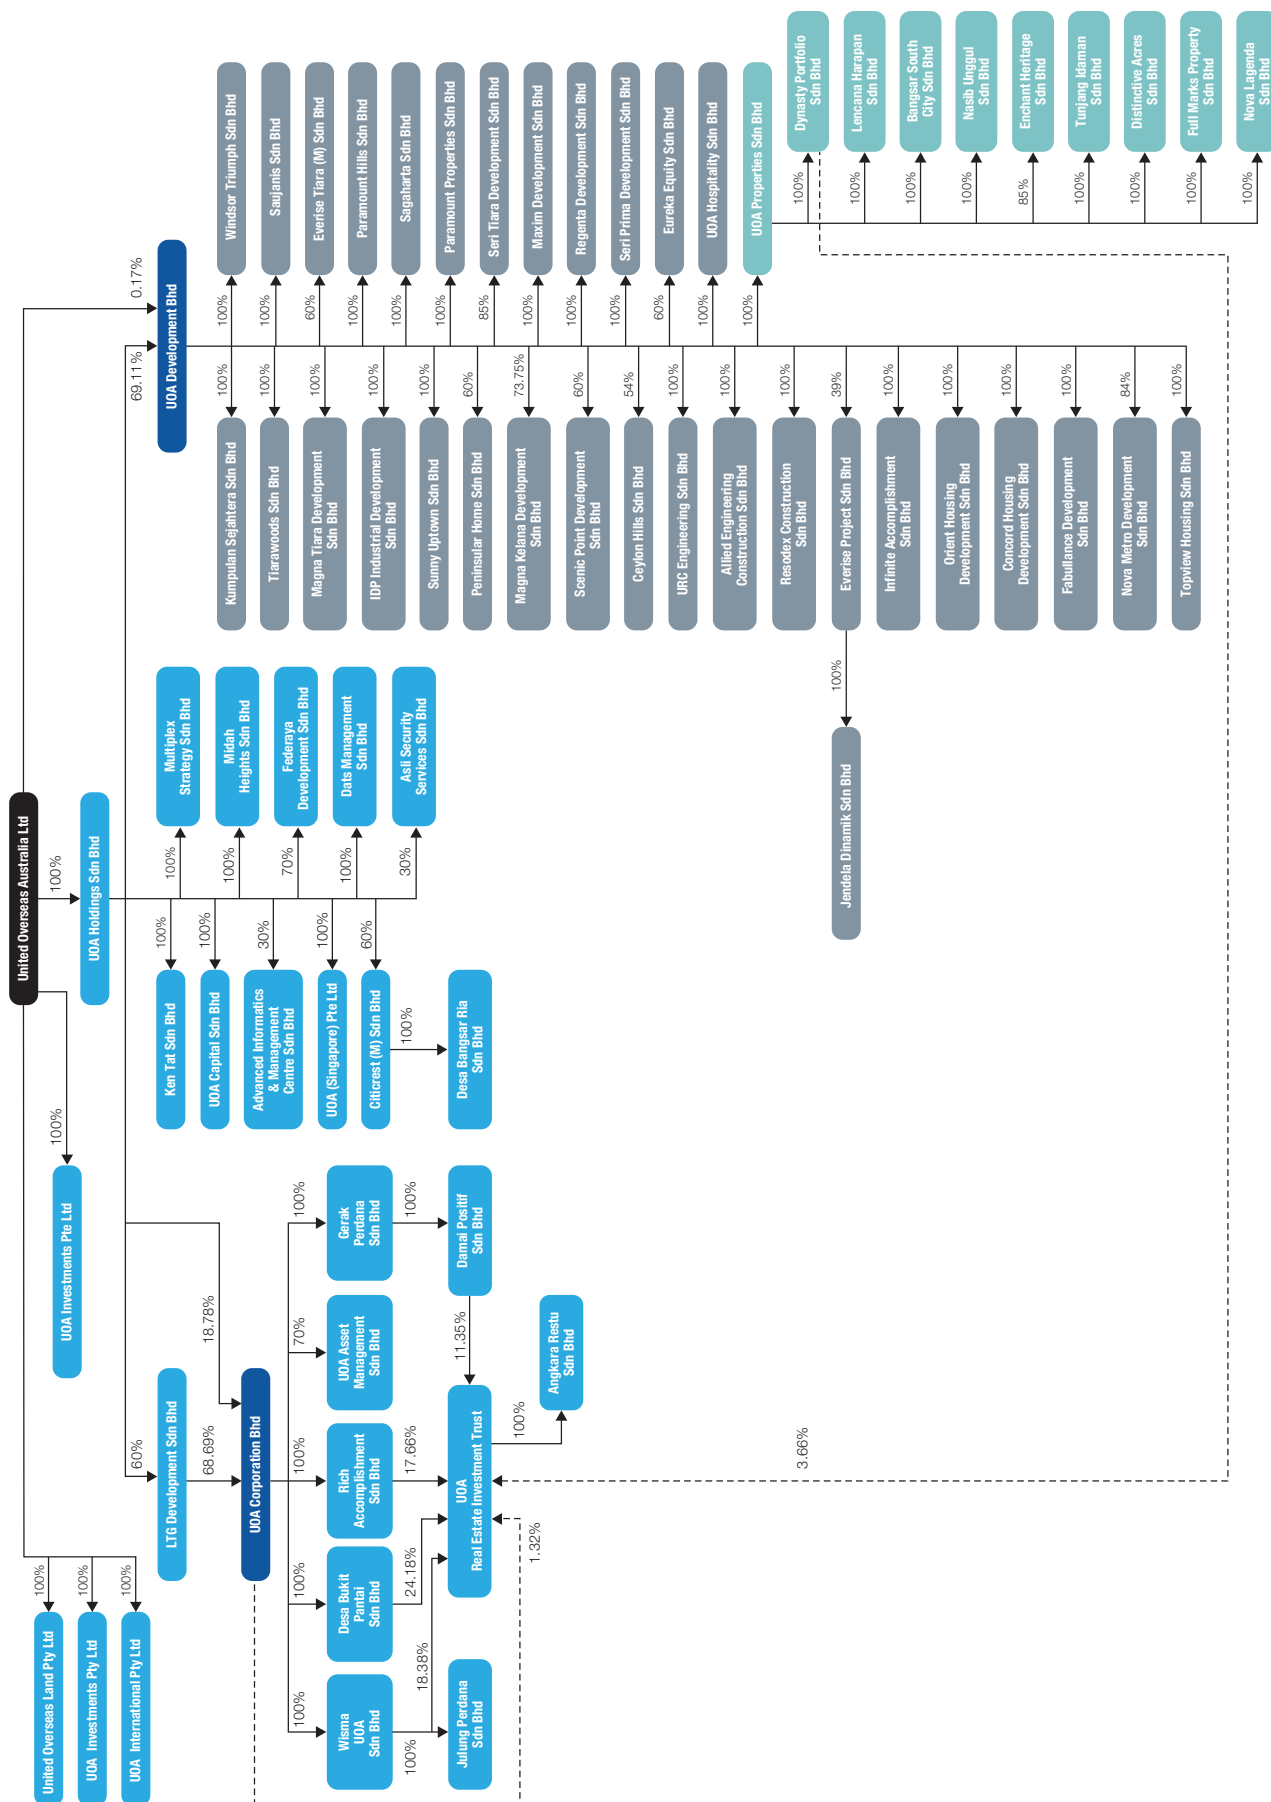 United Overseas Australia Ltd
100%
100%
100%
United Overseas Land Pty Ltd
UOA Investments Pty Ltd
UOA International Pty Ltd
100%
UOA Investments Pte Ltd
100%
UOA Holdings Sdn Bhd
0.17%
69.11%
UOA Development Bhd
60%
LTG Development Sdn Bhd
68.69%
18.78%
UOA Corporation Bhd
100%
100%
100%
70%
100%
Wisma
UOA
Sdn Bhd
Desa Bukit
Pantai
Sdn Bhd
Rich
Accomplishment
Sdn Bhd
UOA Asset
Management
Sdn Bhd
Gerak
Perdana
Sdn Bhd
100%
18.38%
24.18%
17.66%
100%
Julung Perdana
Sdn Bhd
UOA
Real Estate Investment Trust
11.35%
Damai Positif
Sdn Bhd
1.32%
100%
Angkara Restu
Sdn Bhd
3.66%
100%
Ken Tat Sdn Bhd
100%
UOA Capital Sdn Bhd
30%
Advanced Informatics
& Management
Centre Sdn Bhd
100%
UOA (Singapore) Pte Ltd
60%
Citicrest (M) Sdn Bhd
100%
Desa Bangsar Ria
Sdn Bhd
100%
Multiplex
Strategy Sdn Bhd
100%
Midah
Heights Sdn Bhd
70%
Federaya
Development Sdn Bhd
100%
Dats Management
Sdn Bhd
30%
Asli Security
Services Sdn Bhd
100%
Kumpulan Sejahtera Sdn Bhd
100%
Tiarawoods Sdn Bhd
100%
Magna Tiara Development
Sdn Bhd
100%
IDP Industrial Development
Sdn Bhd
100%
Sunny Uptown Sdn Bhd
60%
Peninsular Home Sdn Bhd
73.75%
Magna Kelana Development
Sdn Bhd
60%
Scenic Point Development
Sdn Bhd
54%
Ceylon Hills Sdn Bhd
100%
URC Engineering Sdn Bhd
100%
Allied Engineering
Construction Sdn Bhd
100%
Resodex Construction
Sdn Bhd
39%
Everise Project Sdn Bhd
100%
Jendela Dinamik Sdn Bhd
100%
Infinite Accomplishment
Sdn Bhd
100%
Orient Housing
Development Sdn Bhd
100%
Concord Housing
Development Sdn Bhd
100%
Fabullance Development
Sdn Bhd
84%
Nova Metro Development
Sdn Bhd
100%
Topview Housing Sdn Bhd
100%
Windsor Triumph Sdn Bhd
100%
Saujanis Sdn Bhd
60%
Everise Tiara (M) Sdn Bhd
100%
Paramount Hills Sdn Bhd
100%
Sagaharta Sdn Bhd
100%
Paramount Properties Sdn Bhd
85%
Seri Tiara Development Sdn Bhd
100%
Maxim Development Sdn Bhd
100%
Regenta Development Sdn Bhd
100%
Seri Prima Development Sdn Bhd
60%
Eureka Equity Sdn Bhd
100%
UOA Hospitality Sdn Bhd
100%
UOA Properties Sdn Bhd
100%
Dynasty Portfolio
Sdn Bhd
100%
Lencana Harapan
Sdn Bhd
100%
Bangsar South
City Sdn Bhd
100%
Nasib Unggul
Sdn Bhd
85%
Enchant Heritage
Sdn Bhd
100%
Tunjang Idaman
Sdn Bhd
100%
Distinctive Acres
Sdn Bhd
100%
Full Marks Property
Sdn Bhd
100%
Nova Lagenda
Sdn Bhd